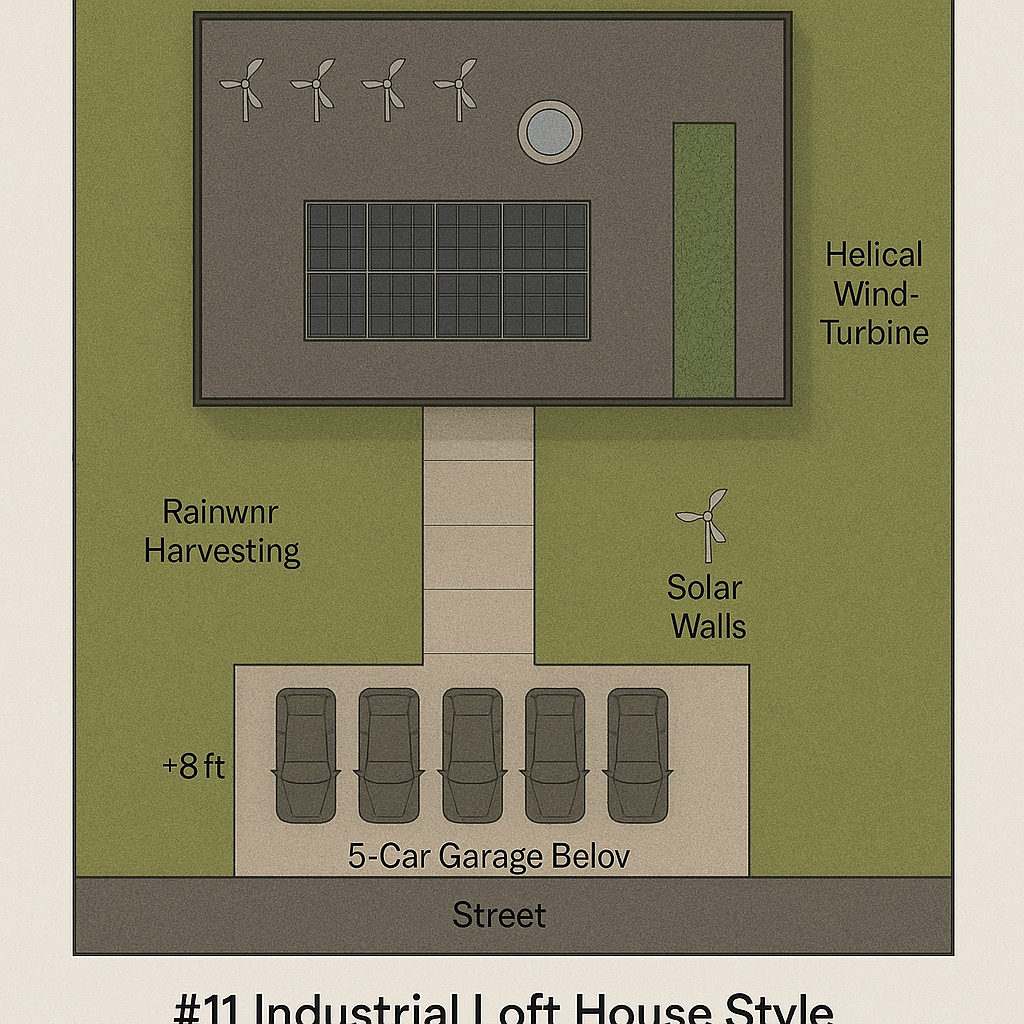 Helical
Wind-
Turbine
Rainwnr
Harvesting
Solar
Walls
+8 ft
5-Car Garage Belov
Street
#11 Industrial Loft House Style